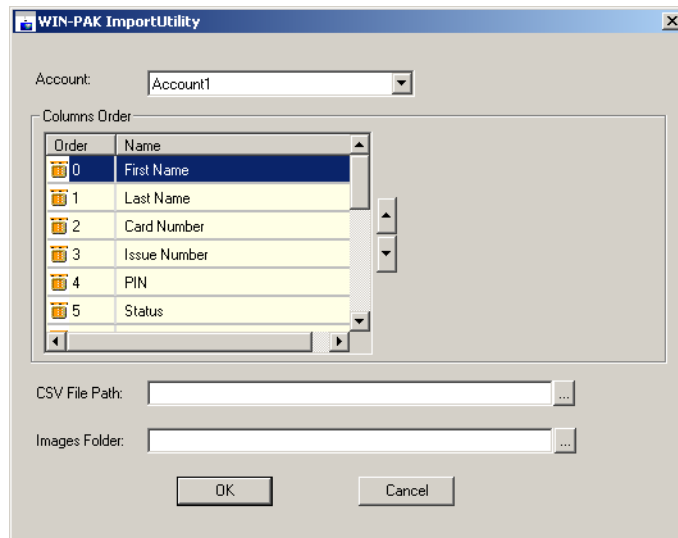 WIN-PAK ImportUtility
Account: Account1
Columns Order
Order Name
0 First Name
1 Last Name
2 Card Number
3 Issue Number
4 PIN
5 Status
CSV File Path: ...
Images Folder: ...
OK Cancel